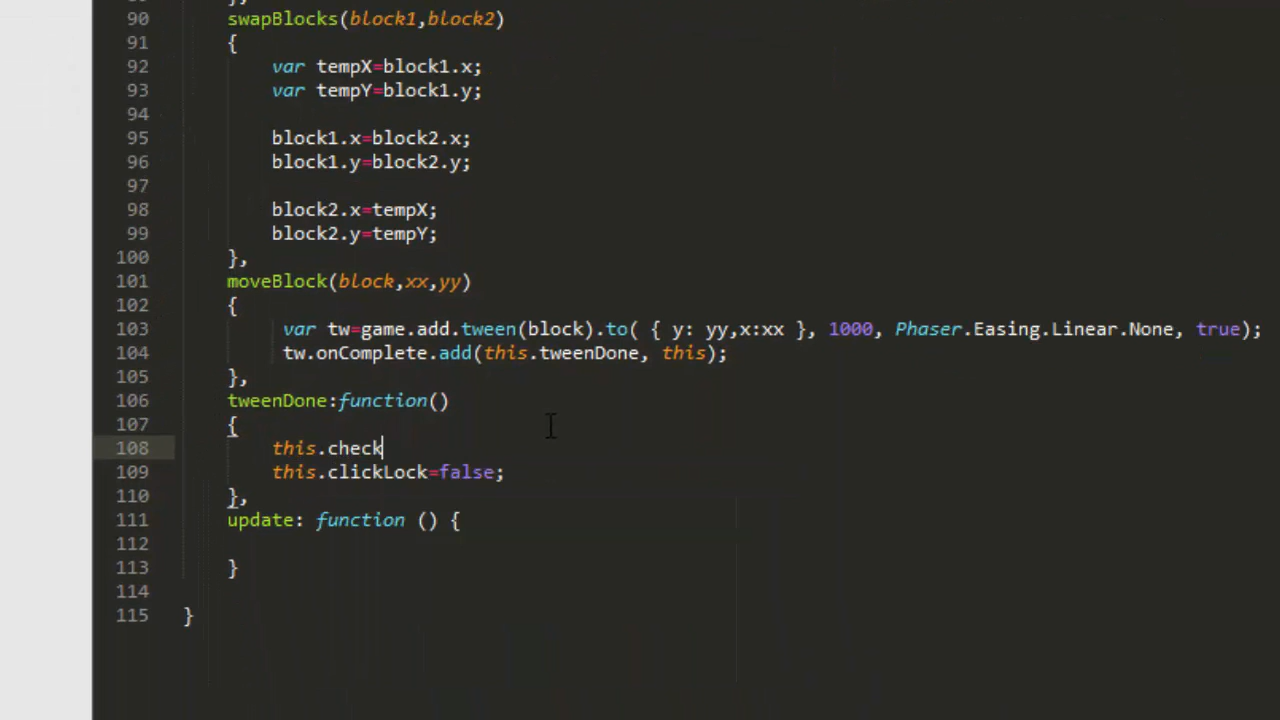 90 swapBlocks(block1,block2)
91 {
92 var tempX=block1.x;
93 var tempY=block1.y;
94
95 block1.x=block2.x;
96 block1.y=block2.y;
97
98 block2.x=tempX;
99 block2.y=tempY;
100 },
101 moveBlock(block,xx,yy)
102 {
103 var tw=game.add.tween(block).to( { y: yy,x:xx }, 1000, Phaser.Easing.Linear.None, true);
104 tw.onComplete.add(this.tweenDone, this);
105 },
106 tweenDone:function()
107 {
108 this.check
109 this.clickLock=false;
110 },
111 update: function () {
112
113 }
114
115 }